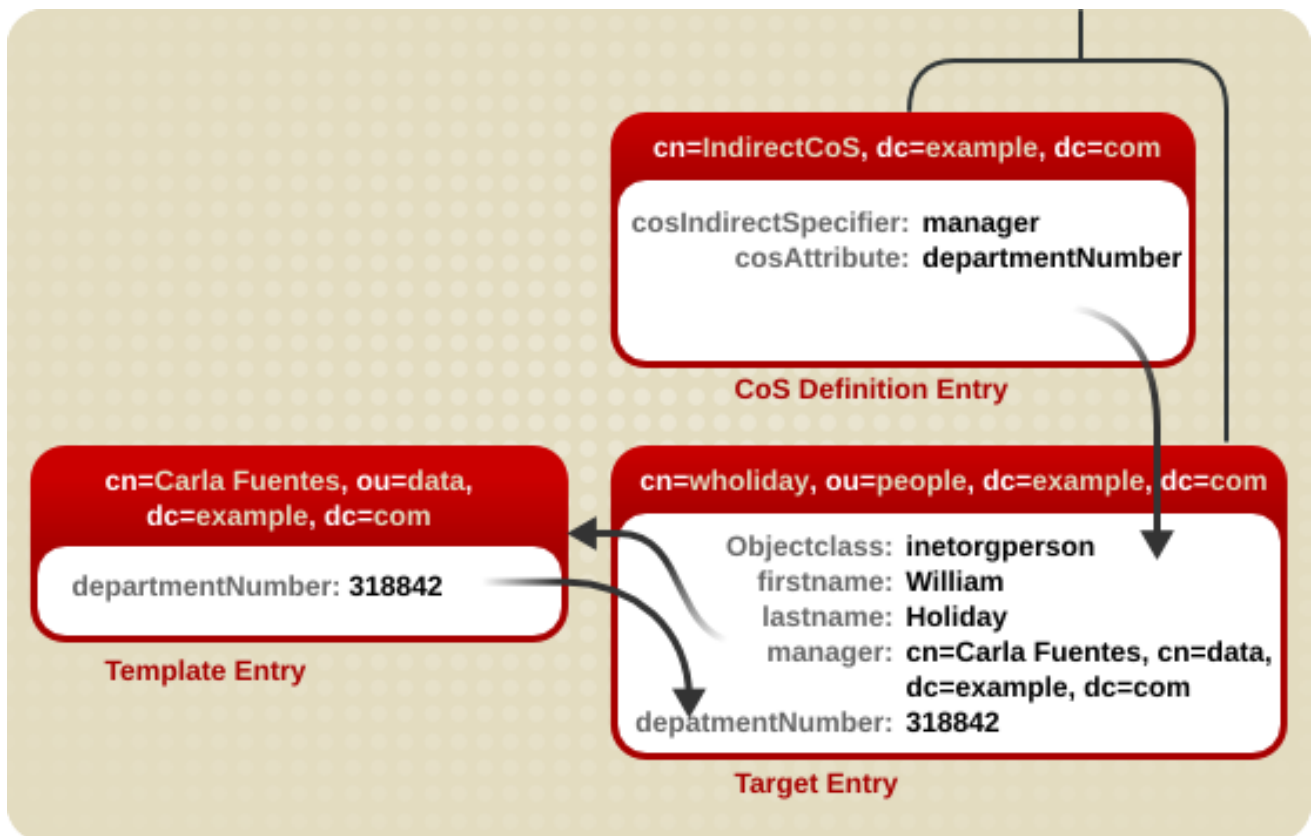 cn=IndirectCoS, dc=example, dc=com
cosIndirectSpecifier: manager
cosAttribute: departmentNumber
CoS Definition Entry
cn=Carla Fuentes, ou=data,
dc=example, dc=com
departmentNumber: 318842
Template Entry
cn=wholiday, ou=people, dc=example, dc=com
Objectclass: inetorgperson
firstname: William
lastname: Holiday
manager: cn=Carla Fuentes, cn=data,
dc=example, dc=com
depatmentNumber: 318842
Target Entry